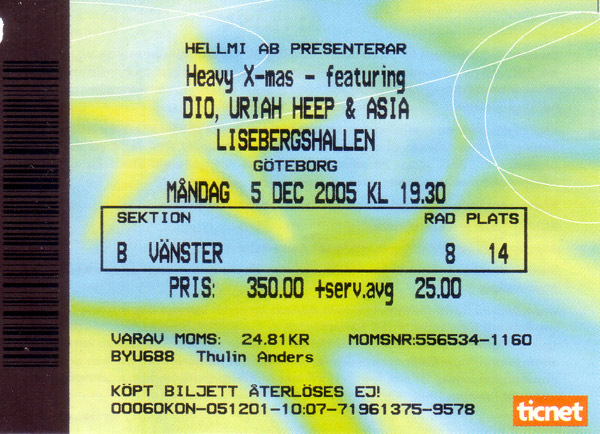 HELLMI AB PRESENTERAR
Heavy X-mas - featuring
DIO, URIAH HEEP & ASIA
LISEBERGSHALLEN
GÖTEBORG
MÅNDAG 5 DEC 2005 KL 19.30
SEKTION RAD PLATS
B VÄNSTER 8 14
PRIS: 350.00 +serv.avg 25.00
VARAV MOMS: 24.81KR MOMSNR:556534-1160
BYU688 Thulin Anders
KÖPT BILJETT ÅTERLÖSES EJ!
00060KON-051201-10:07-71961375-9578
ticnet